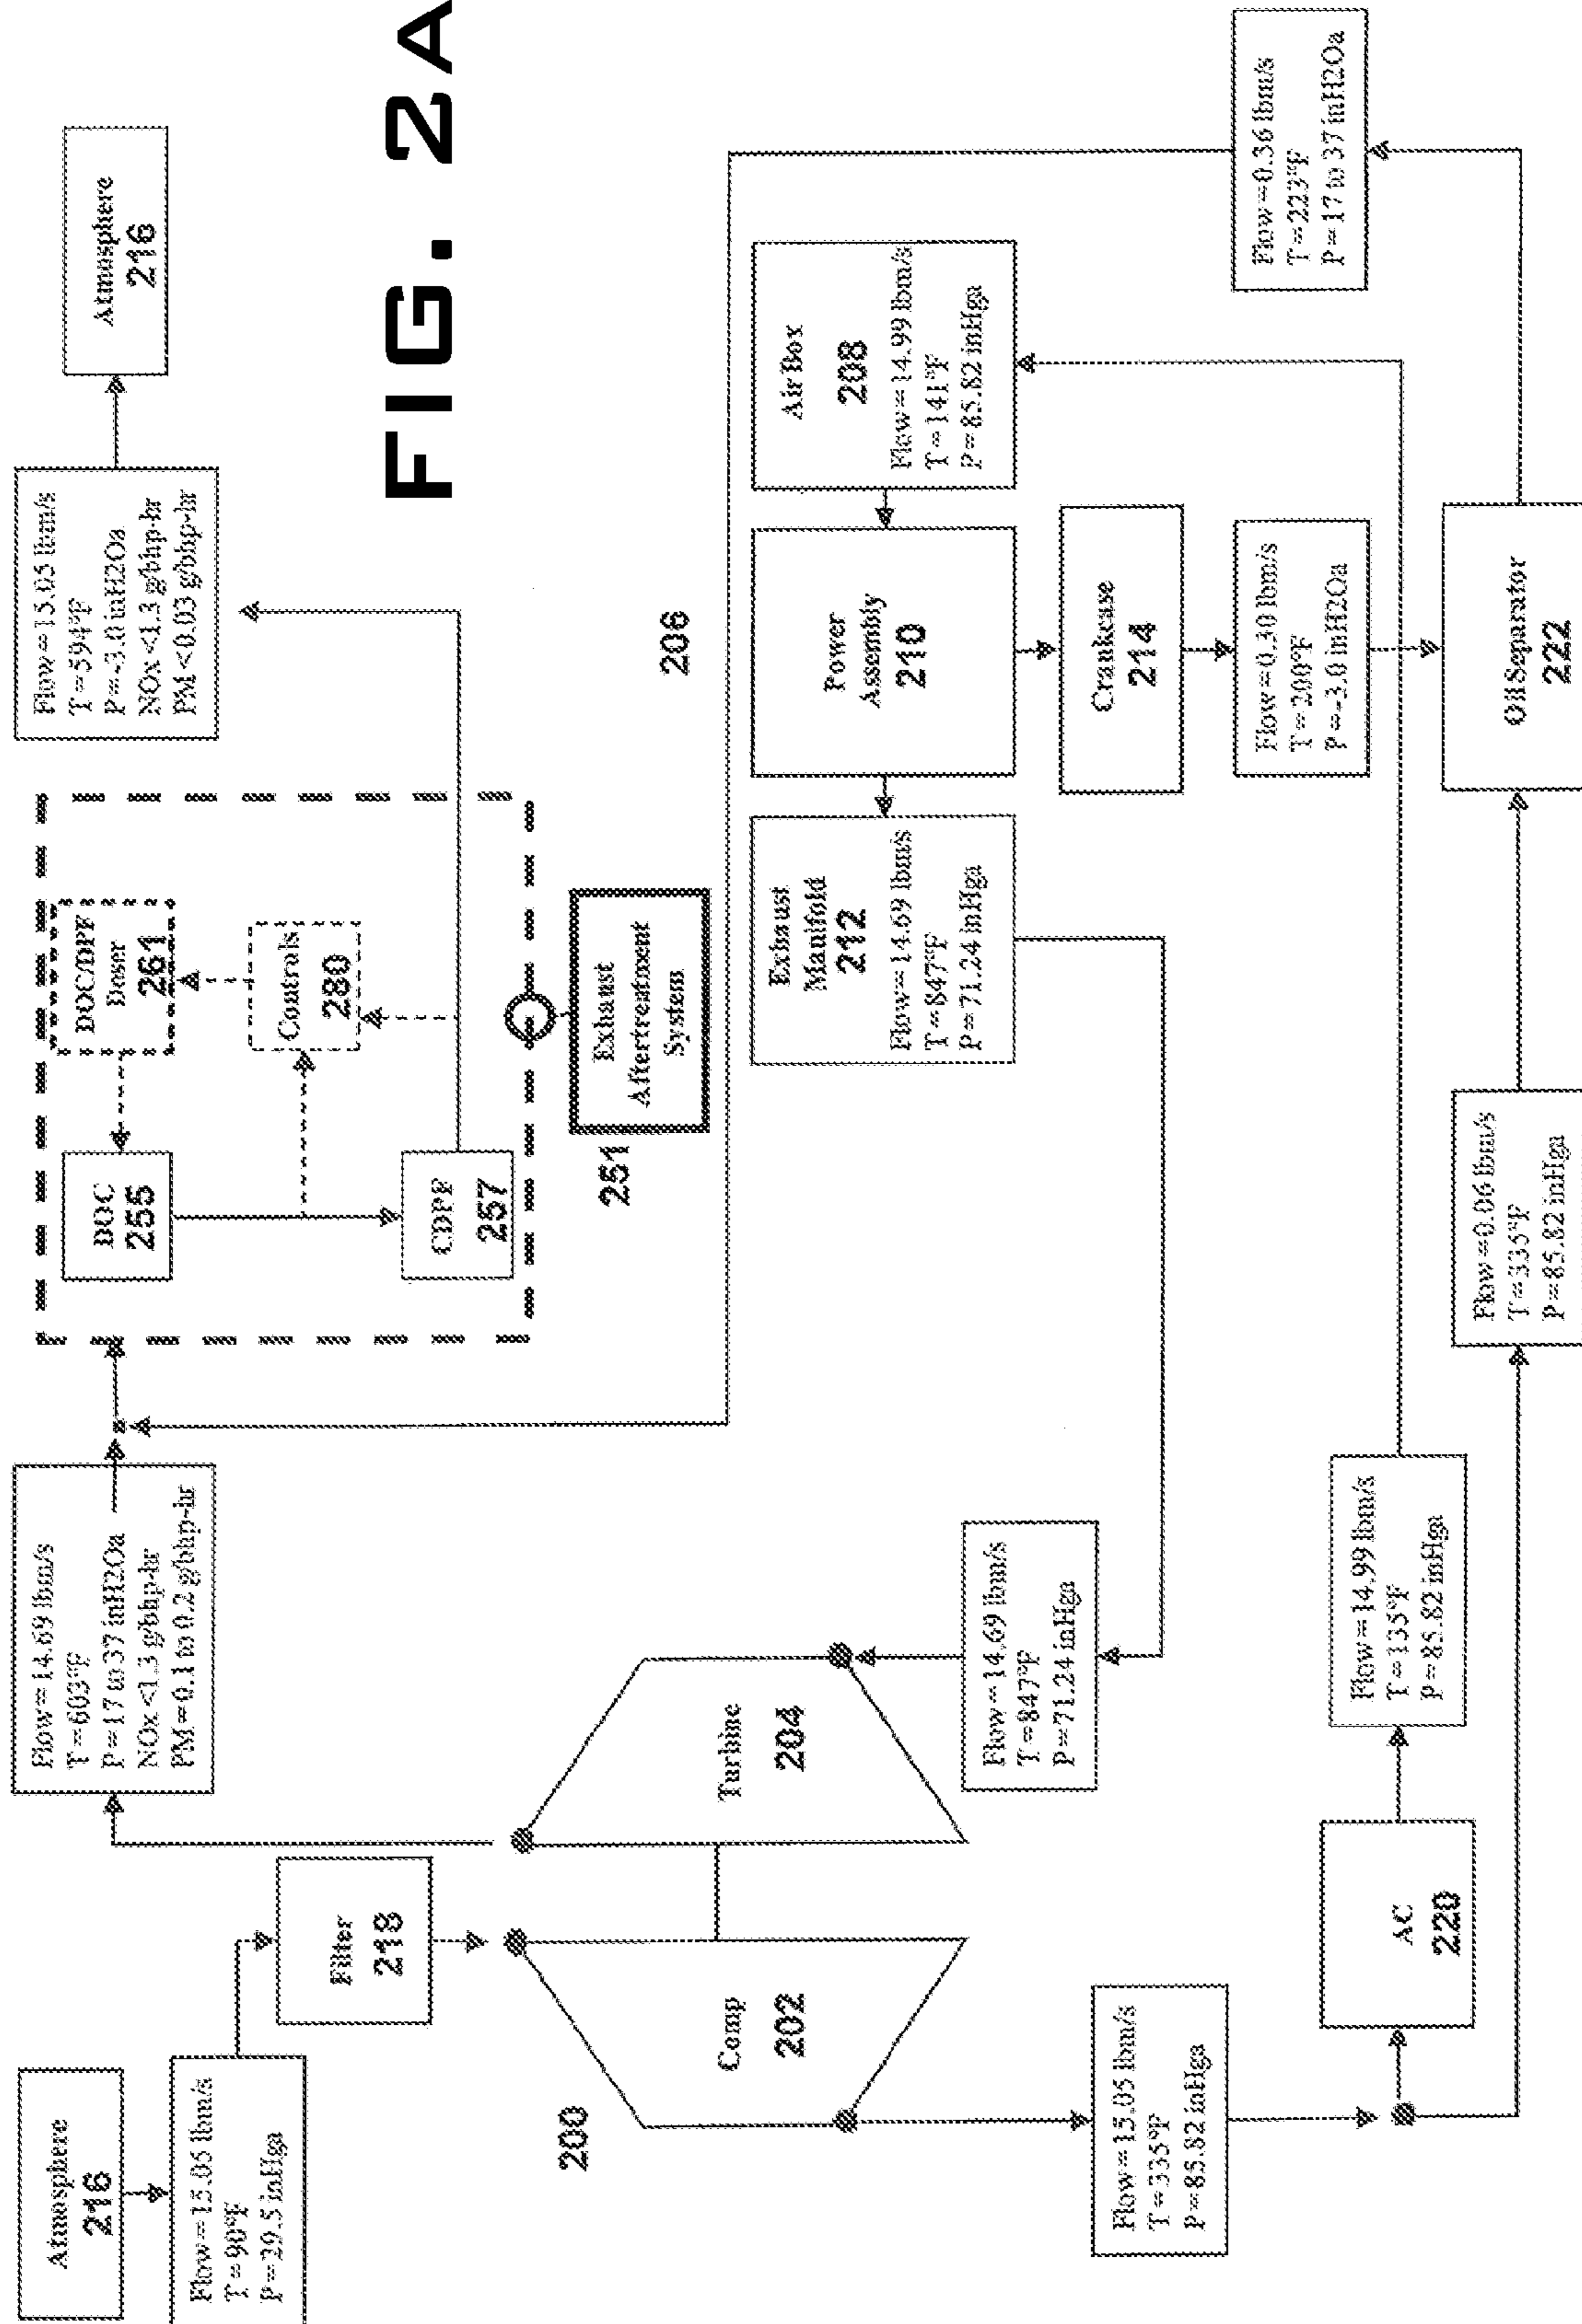 Atmosphere
216
Flow=15.05 lbm/s
T=90°F
P=29.5 inHga
Filter
218
Flow=14.69 lbm/s
T=603°F
P=17 to 37 inH2Oa
NOx <1.3 g/bhp-hr
PM=0.1 to 0.2 g/bhp-hr
DOC
255
DOC/DPF
Doser
261
Controls
280
CDPF
257
Flow=15.05 lbm/s
T=594°F
P=-3.0 inH2Oa
NOx <1.3 g/bhp-hr
PM <0.03 g/bhp-hr
Atmosphere
216
FIG. 2A
251
Exhaust
Aftertreatment
System
206
200
Comp
202
Turbine
204
Exhaust
Manifold
212
Flow=14.69 lbm/s
T=847°F
P=71.24 inHga
Power
Assembly
210
Air Box
208
Flow=14.99 lbm/s
T=141°F
P=85.82 inHga
Flow=14.69 lbm/s
T=847°F
P=71.24 inHga
Crankcase
214
Flow=15.05 lbm/s
T=335°F
P=85.82 inHga
Flow=0.30 lbm/s
T=200°F
P=-3.0 inH2Oa
Flow=0.36 lbm/s
T=223°F
P=17 to 37 inH2Oa
AC
220
Flow=14.99 lbm/s
T=135°F
P=85.82 inHga
Flow=0.06 lbm/s
T=335°F
P=85.82 inHga
Oil Separator
222